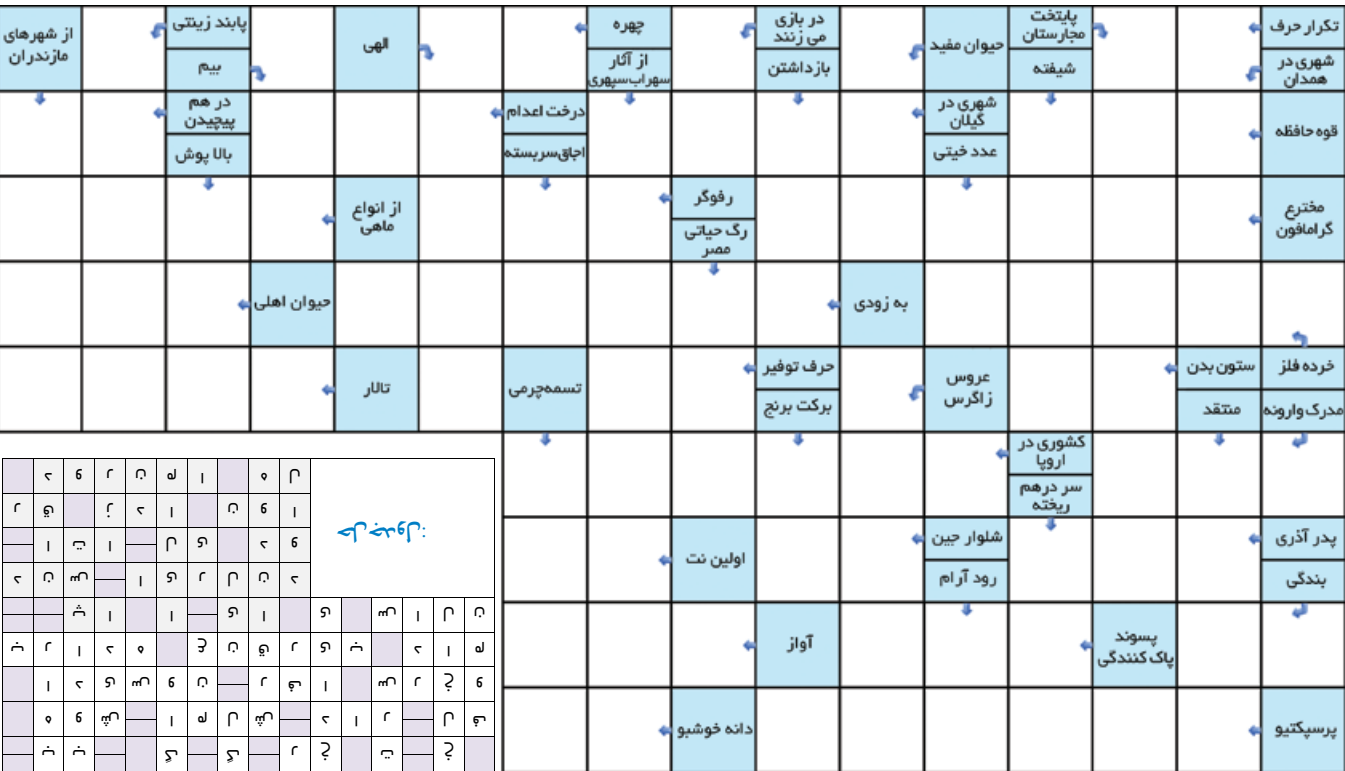 تکرار حرف
شهری در
همدان
پایتخت
مجارستان
شیفته
حیوان مفید
در بازی
می زنند
بازداشتن
چهره
از آثار
سهراب‌سپهری
الهی
پابند زینتی
بیم
از شهرهای
مازندران
قوه حافظه
شهری در
گیلان
عدد خیتی
درخت اعدام
اجاق‌سربسته
در هم
پیچیدن
بالا پوش
مخترع
گرامافون
رفوگر
رگ حیاتی
مصر
از انواع
ماهی
به زودی
حیوان اهلی
خرده فلز
مدرک وارونه
ستون بدن
منتقد
عروس
زاگرس
حرف توفیر
برکت برنج
تسمه‌چرمی
تالار
کشوری در
اروپا
سر درهم
ریخته
پدر آذری
بندگی
شلوار جین
رود آرام
اولین نت
پسوند
پاک کنندگی
آواز
پرسپکتیو
دانه خوشبو
حل جدول:
ب ب گ گ ر خ ت خ
ه و ش ا م ل ش د ا ر ل ف
ا د ی س و ن ر ف ا س ر خ و
ب ر ا د ه ع ن ق ر ی ب د ا م
پ ا ا ی ا ی س ا ل ن
د ن س ا ی ر ل ن د
ا ت ا ل ی د و
ر ق ز د ا ن و ا
د و ر ن م ا ه ل